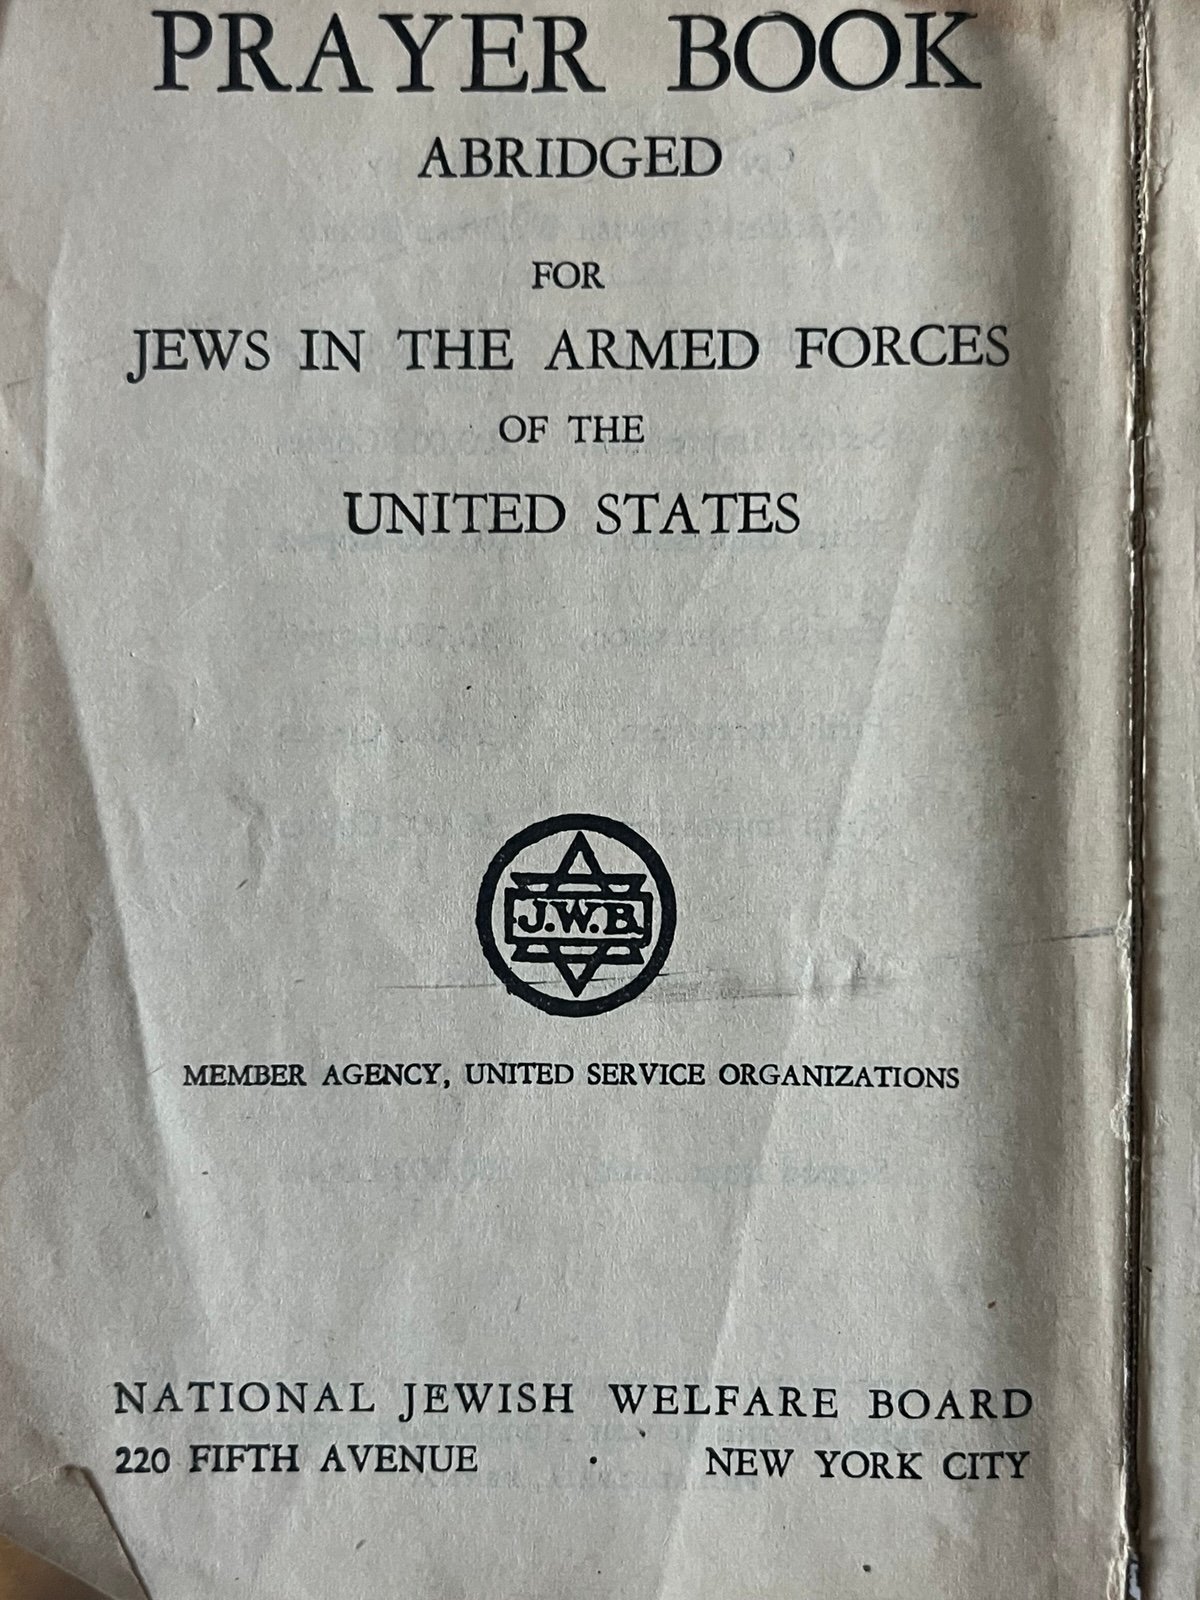 PRAYER BOOK
ABRIDGED
FOR
JEWS IN THE ARMED FORCES
OF THE
UNITED STATES
J.W.B.
MEMBER AGENCY, UNITED SERVICE ORGANIZATIONS
NATIONAL JEWISH WELFARE BOARD
220 FIFTH AVENUE · NEW YORK CITY